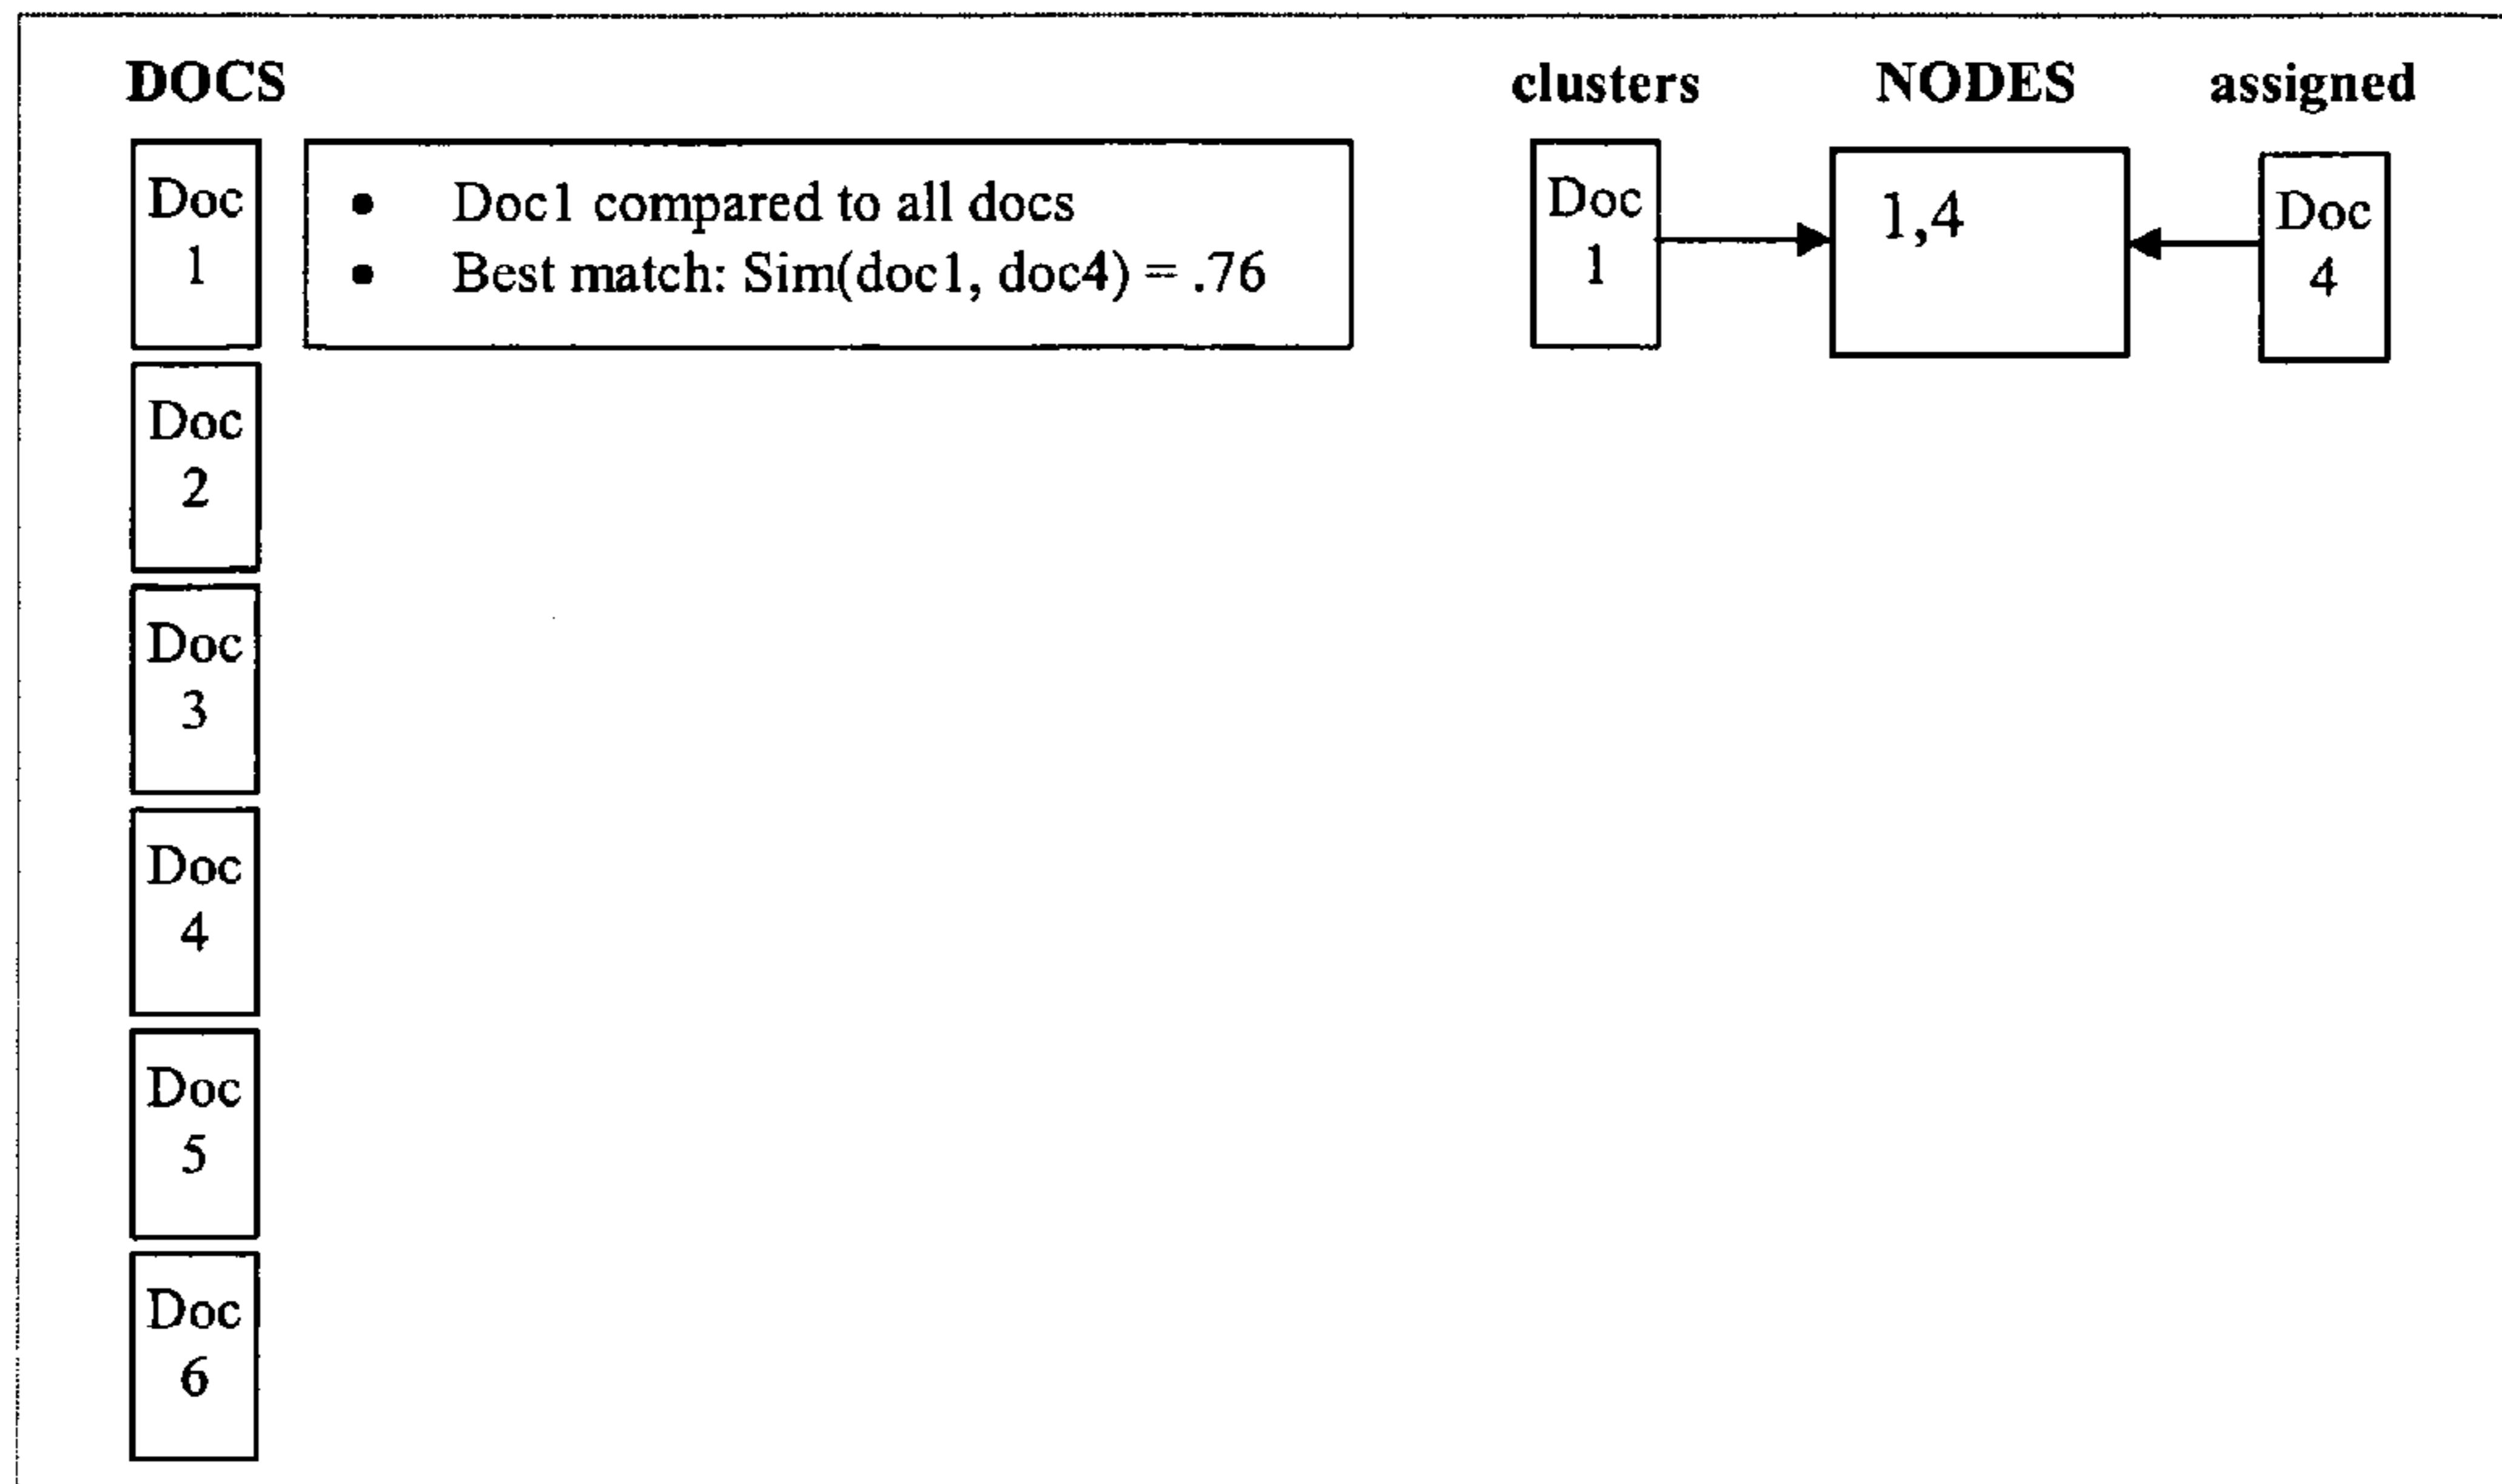 DOCS clusters NODES assigned
Doc
1
• Doc1 compared to all docs
• Best match: Sim(doc1, doc4) = .76
Doc
1
1,4
Doc
4
Doc
2
Doc
3
Doc
4
Doc
5
Doc
6